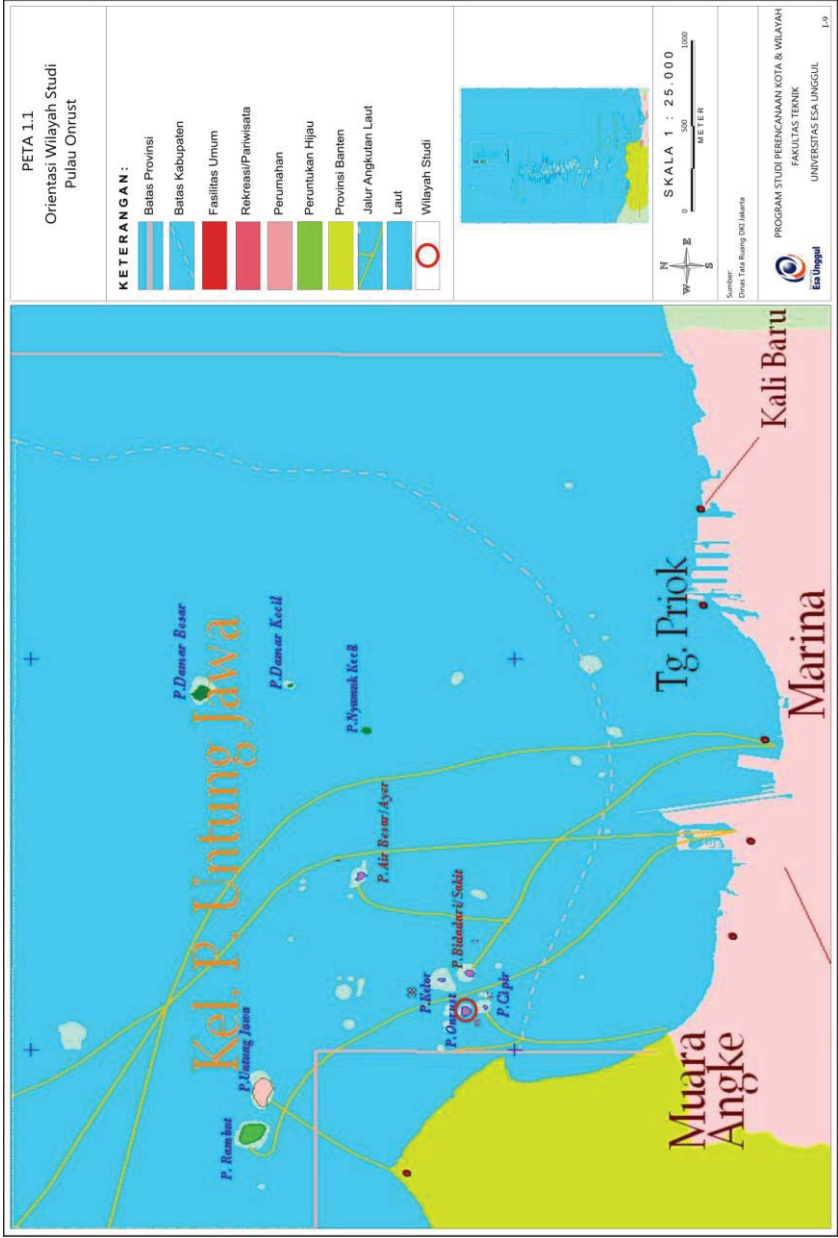 PETA 1.1
Orientasi Wilayah Studi
Pulau Onrust
KETERANGAN:
Batas Provinsi
Batas Kabupaten
Fasilitas Umum
Rekreasi/Pariwisata
Perumahan
Peruntukan Hijau
Provinsi Banten
Jalur Angkutan Laut
Laut
Wilayah Studi
SKALA 1 : 25.000
0 500 1000
METER
N
W E
S
Sumber:
Dinas Tata Ruang DKI Jakarta
Esa Unggul
PROGRAM STUDI PERENCANAAN KOTA & WILAYAH
FAKULTAS TEKNIK
UNIVERSITAS ESA UNGGUL
I-9
P.Damar Besar
Kel. P. Untung Jawa
P.Damar Kecil
P.Nyamuk Kecil
P.Untung Jawa
P. Rambut
P.Air Besar/Ayer
P.Bidadari/Sakit
38
P.Kelor
P.Onrust
P.Cipir
Kali Baru
Tg. Priok
Marina
Muara
Angke